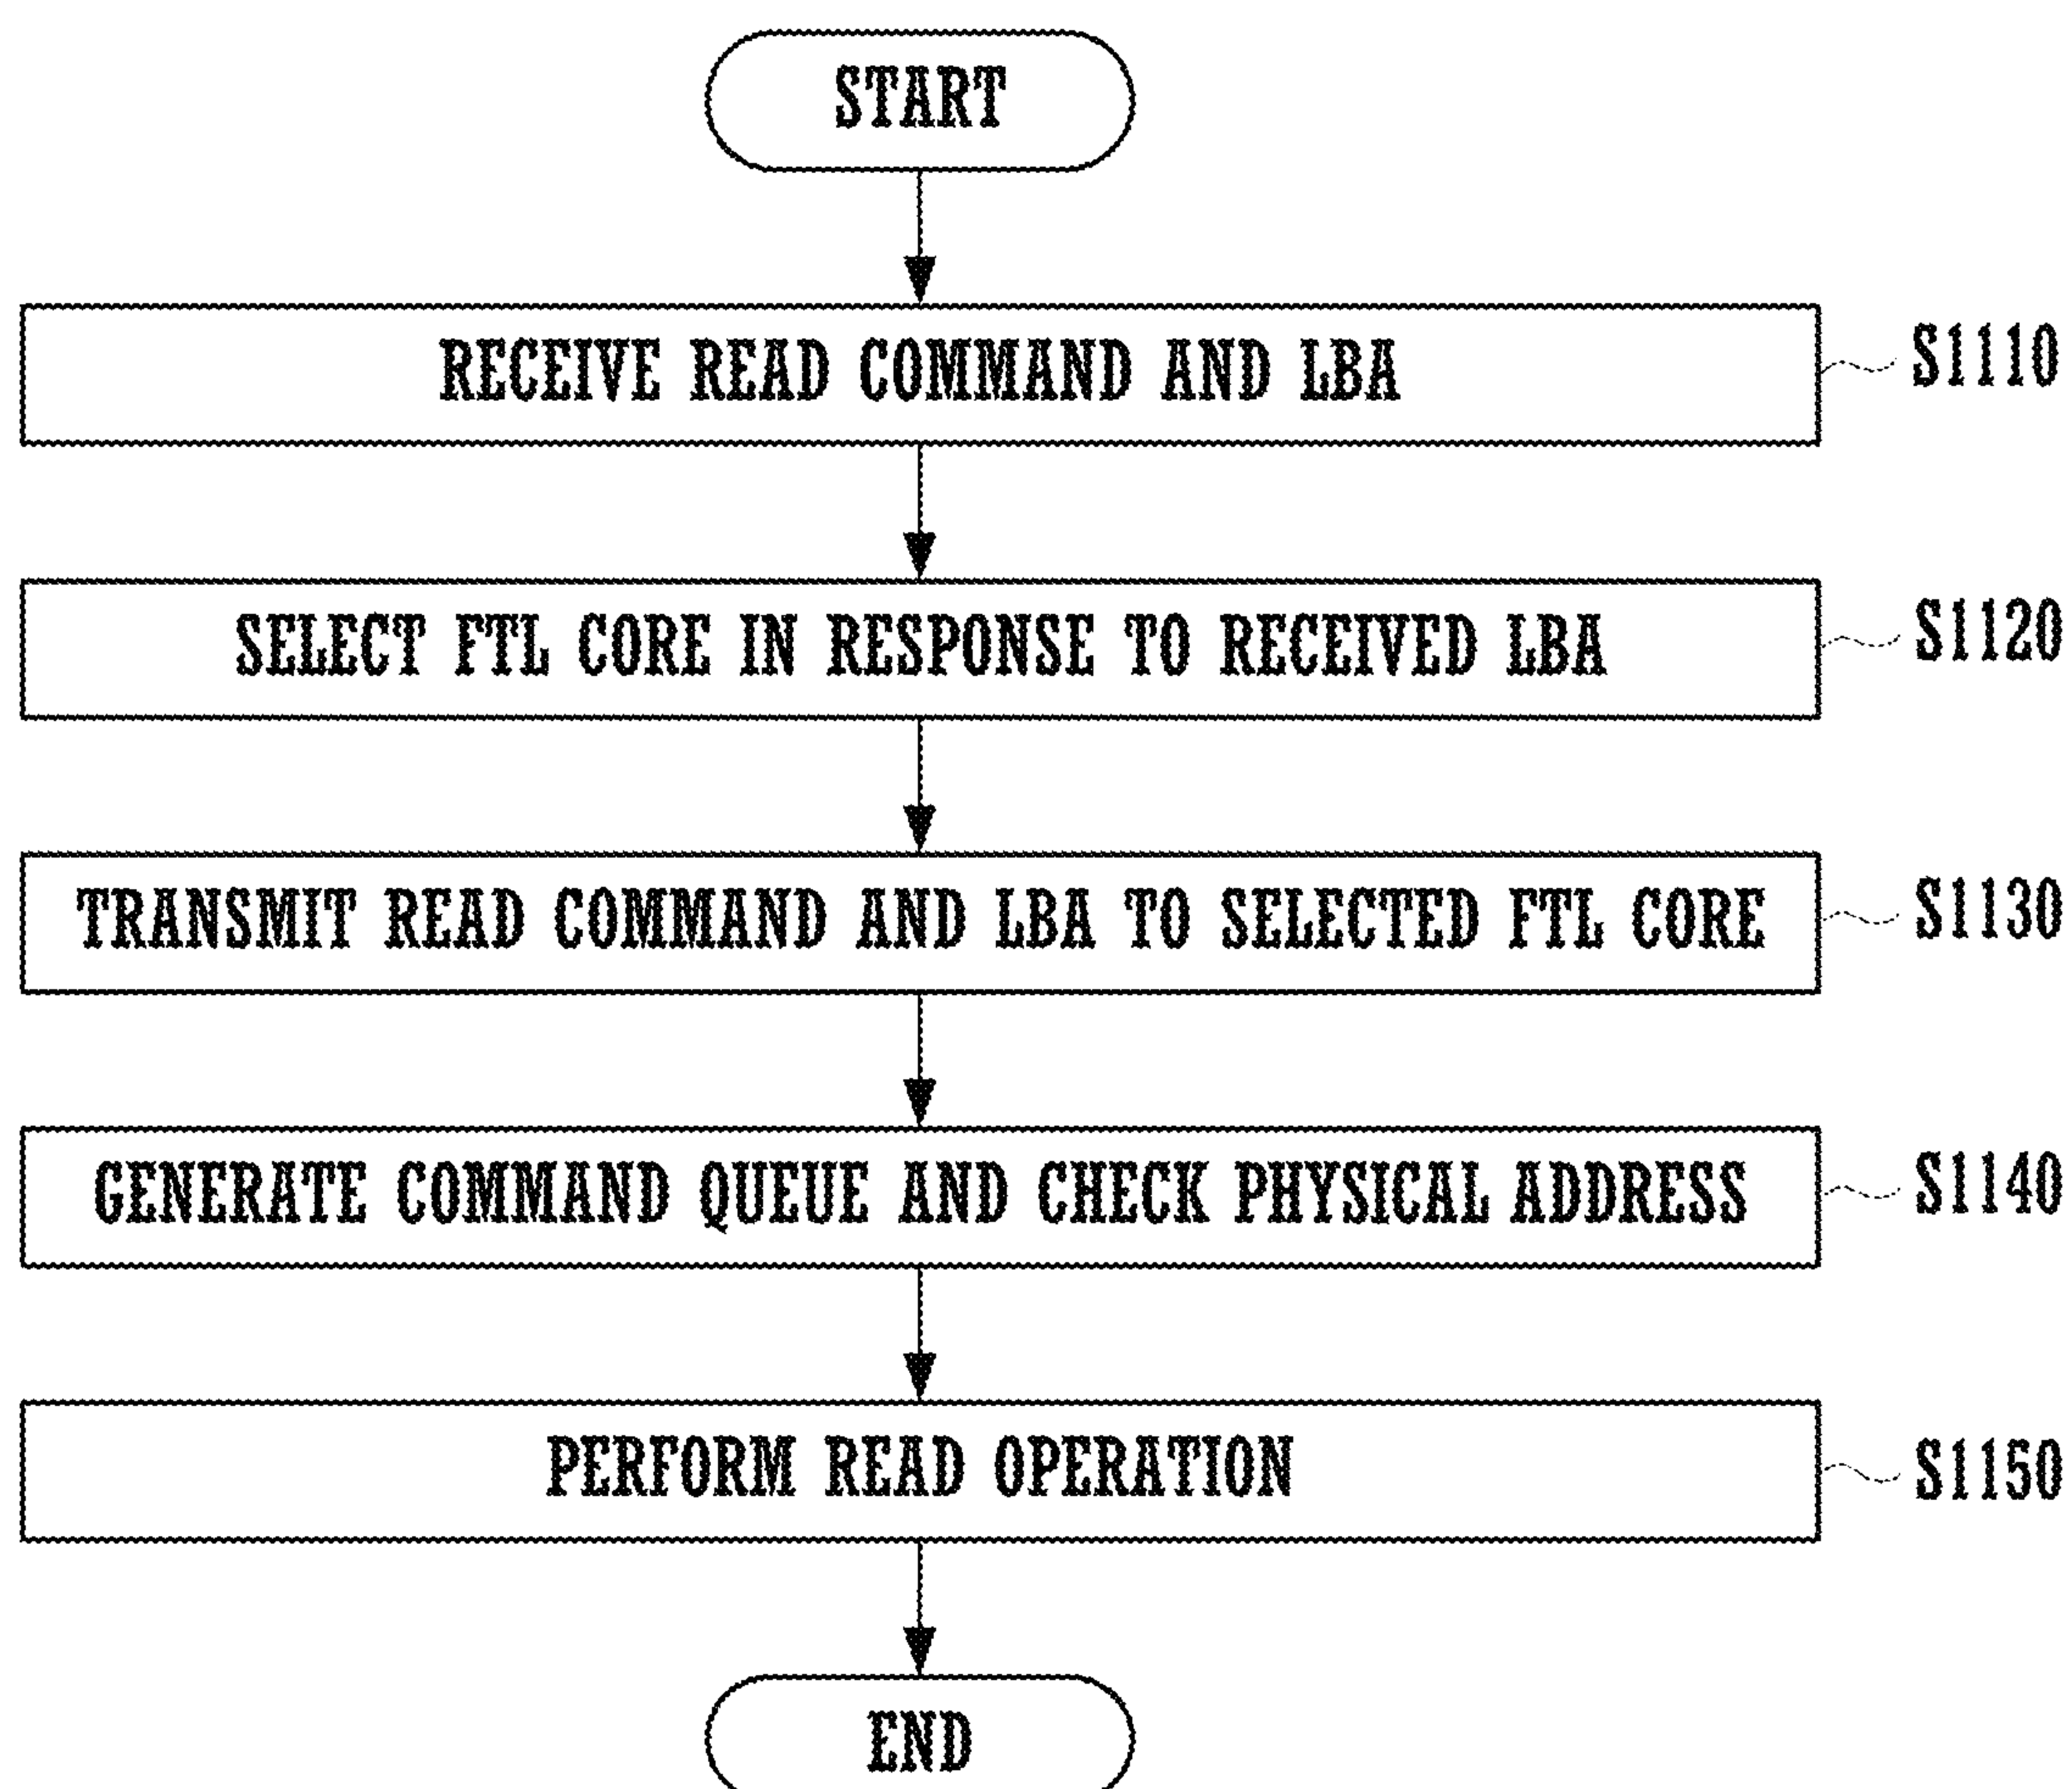 START
RECEIVE READ COMMAND AND LBA
S1110
SELECT FTL CORE IN RESPONSE TO RECEIVED LBA
S1120
TRANSMIT READ COMMAND AND LBA TO SELECTED FTL CORE
S1130
GENERATE COMMAND QUEUE AND CHECK PHYSICAL ADDRESS
S1140
PERFORM READ OPERATION
S1150
END